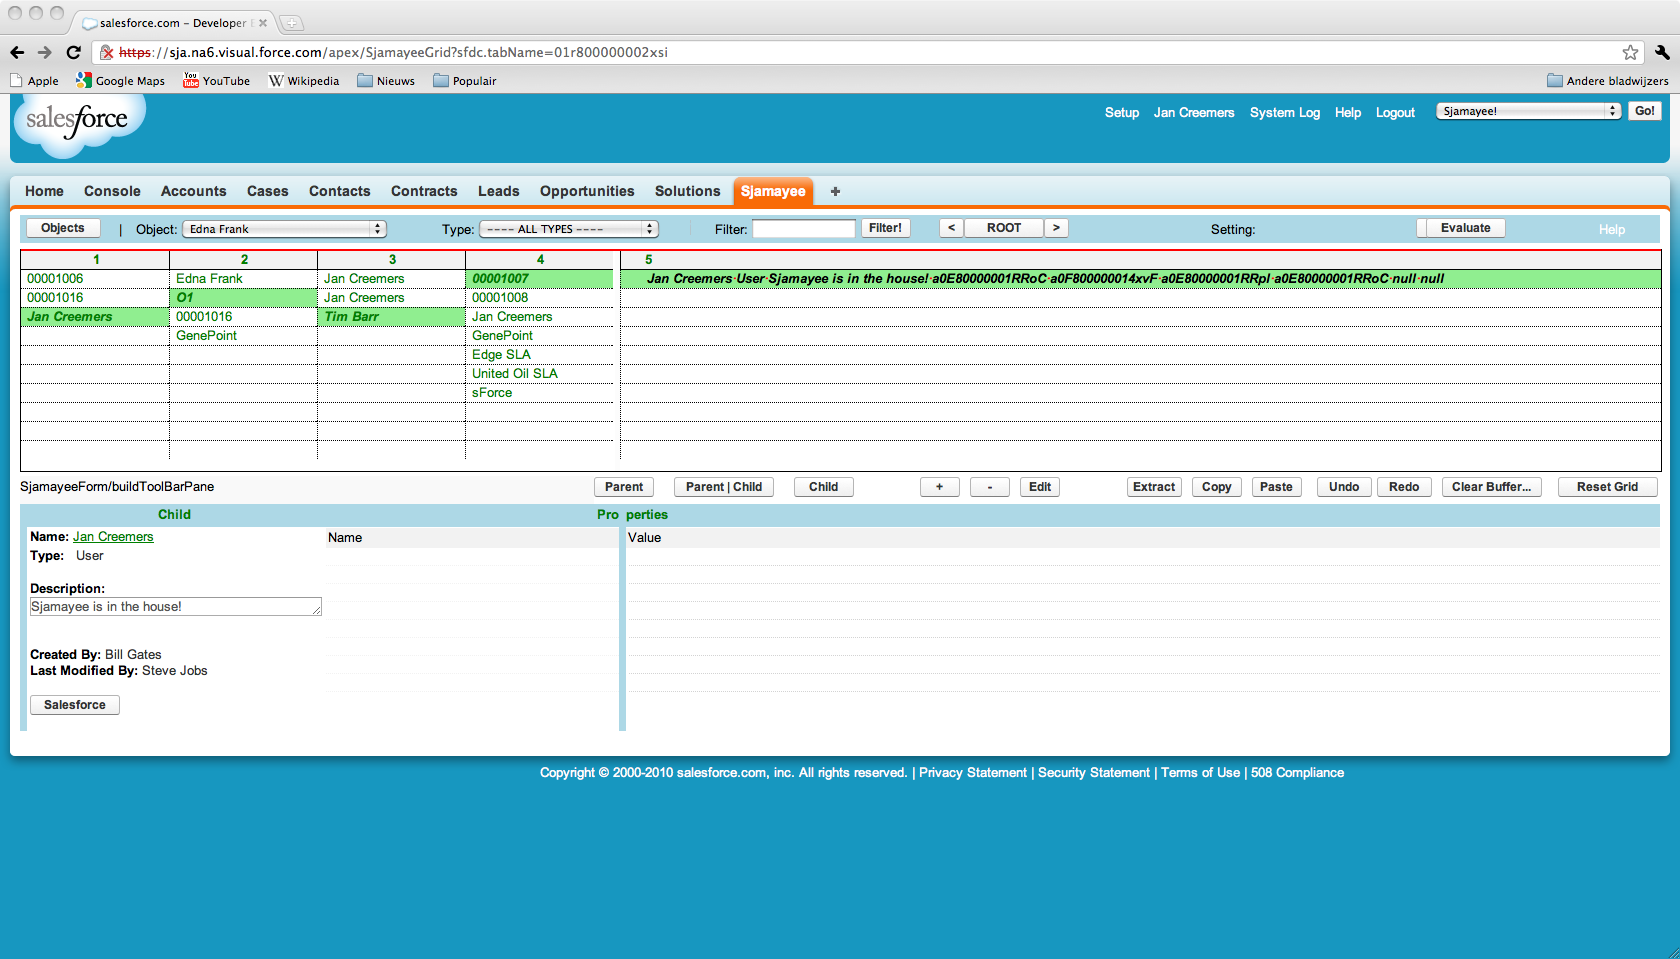 salesforce.com – Developer
https://sja.na6.visual.force.com/apex/SjamayeeGrid?sfdc.tabName=01r800000002xsi
Apple Google Maps YouTube Wikipedia Nieuws Populair Andere bladwijzers
salesforce Setup Jan Creemers System Log Help Logout Sjamayee! Go!
Home Console Accounts Cases Contacts Contracts Leads Opportunities Solutions Sjamayee +
Objects | Object: Edna Frank Type: ---- ALL TYPES ---- Filter: Filter! < ROOT > Setting: Evaluate Help
1 2 3 4 5
00001006 Edna Frank Jan Creemers 00001007 Jan Creemers·User·Sjamayee is in the house!·a0E80000001RRoC·a0F800000014xvF·a0E80000001RRpI·a0E80000001RRoC·null·null
00001016 O1 Jan Creemers 00001008
Jan Creemers 00001016 Tim Barr Jan Creemers
GenePoint GenePoint
Edge SLA
United Oil SLA
sForce
SjamayeeForm/buildToolBarPane Parent Parent | Child Child + - Edit Extract Copy Paste Undo Redo Clear Buffer... Reset Grid
Child Pro perties
Name: Jan Creemers Name Value
Type: User
Description:
Sjamayee is in the house!
Created By: Bill Gates
Last Modified By: Steve Jobs
Salesforce
Copyright © 2000-2010 salesforce.com, inc. All rights reserved. | Privacy Statement | Security Statement | Terms of Use | 508 Compliance